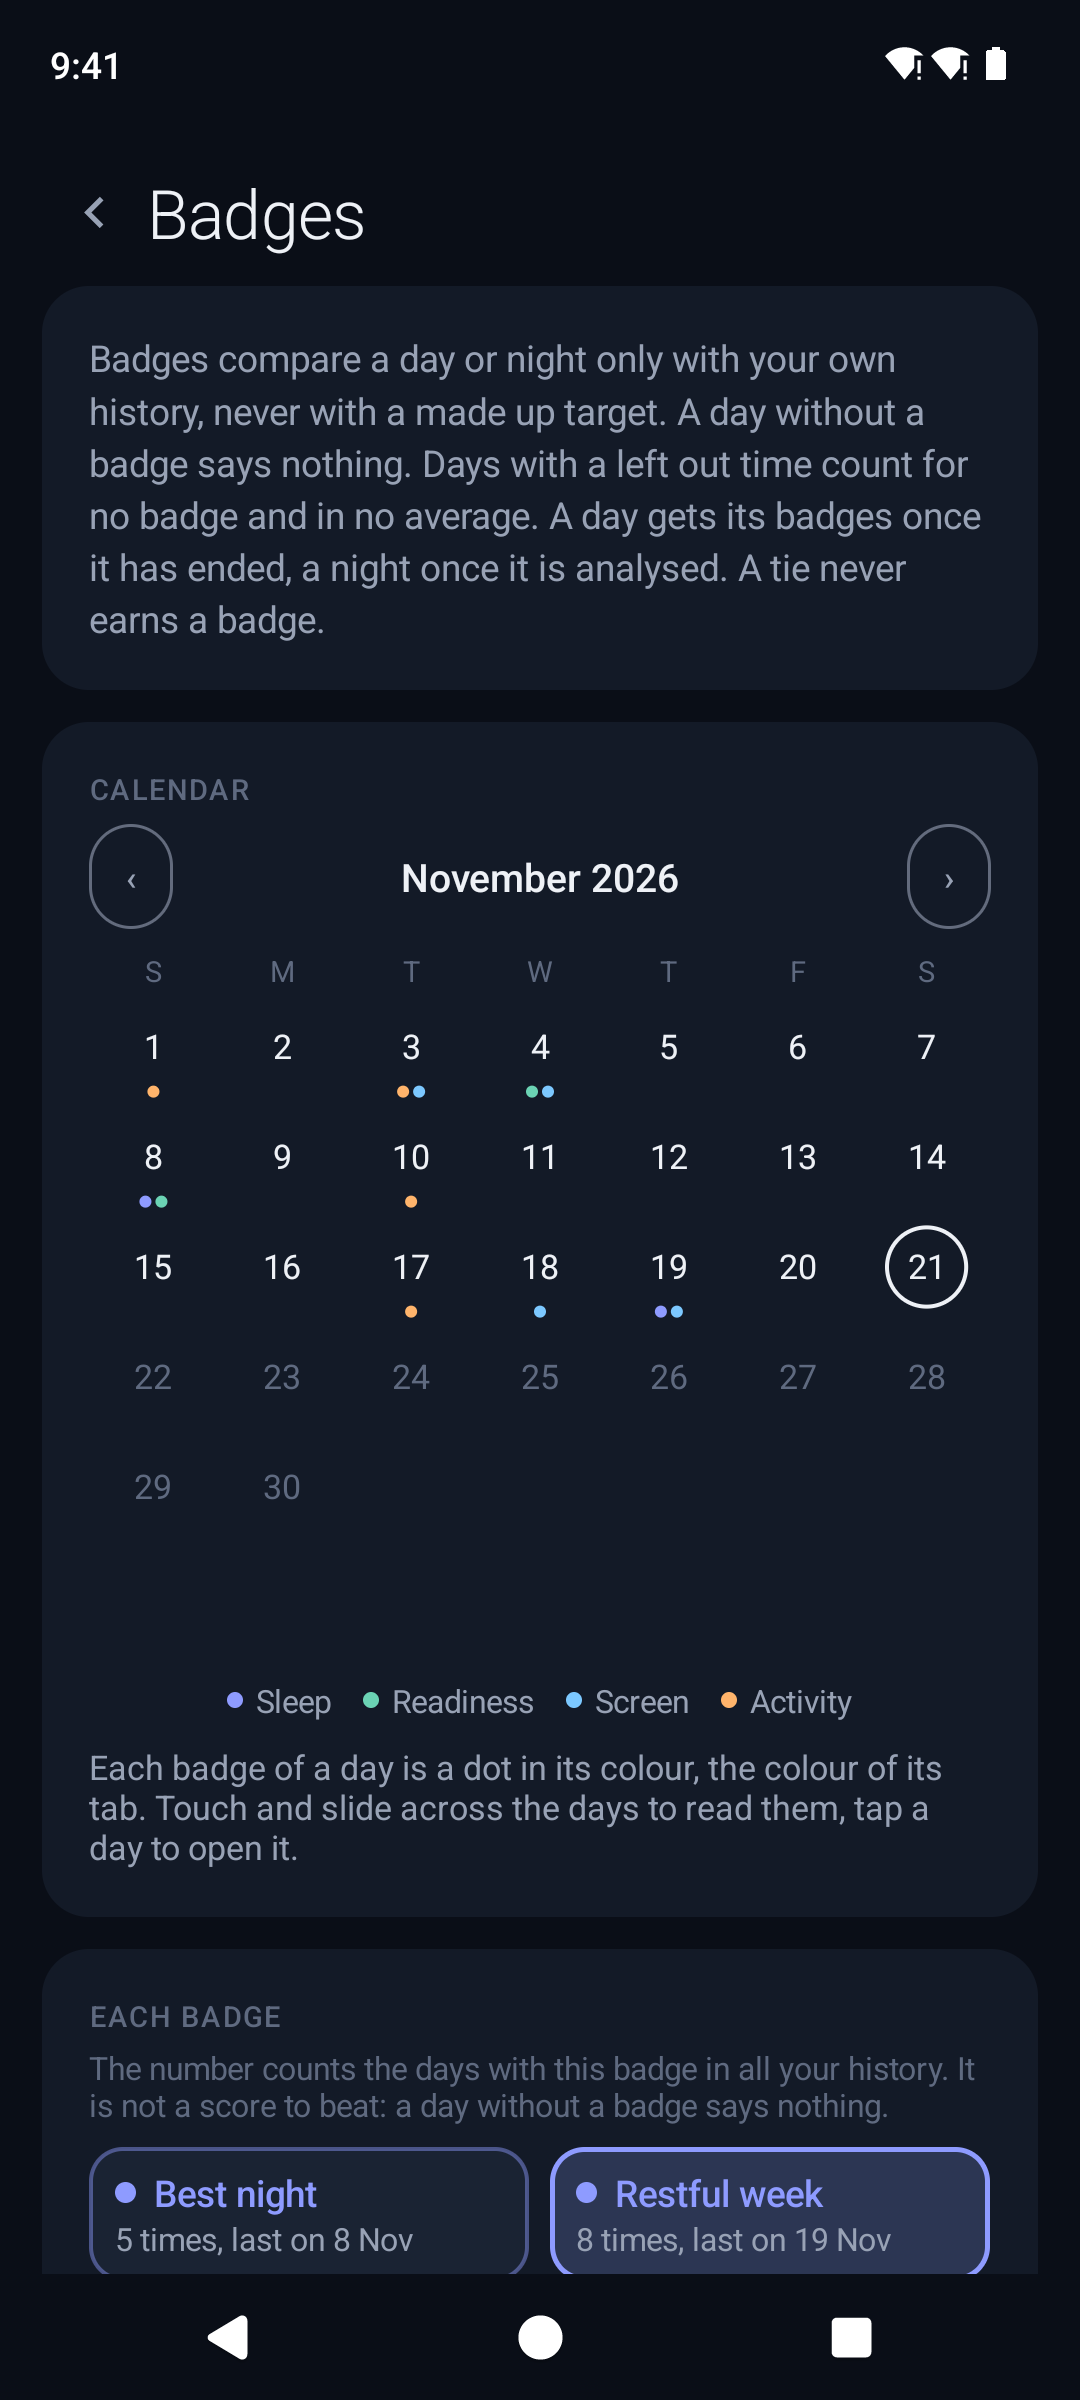 9:41
Badges
Badges compare a day or night only with your own
history, never with a made up target. A day without a
badge says nothing. Days with a left out time count for
no badge and in no average. A day gets its badges once
it has ended, a night once it is analysed. A tie never
earns a badge.
CALENDAR
‹ November 2026 ›
S M T W T F S
1 2 3 4 5 6 7
8 9 10 11 12 13 14
15 16 17 18 19 20 21
22 23 24 25 26 27 28
29 30
Sleep Readiness Screen Activity
Each badge of a day is a dot in its colour, the colour of its
tab. Touch and slide across the days to read them, tap a
day to open it.
EACH BADGE
The number counts the days with this badge in all your history. It
is not a score to beat: a day without a badge says nothing.
Best night Restful week
5 times, last on 8 Nov 8 times, last on 19 Nov